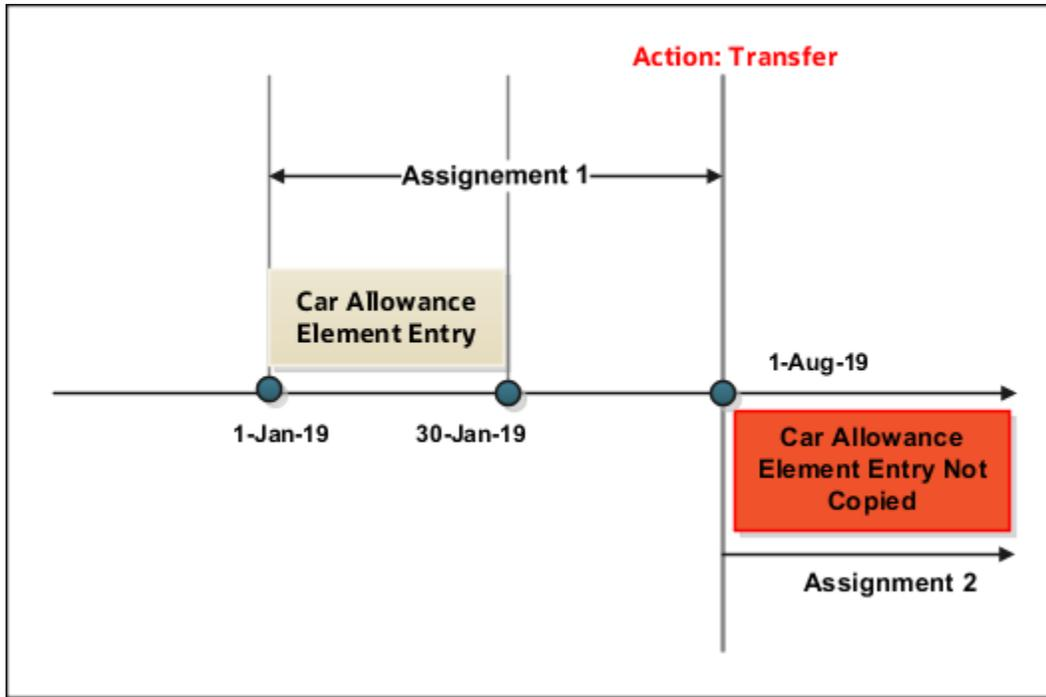 Action: Transfer
Assignement 1
Car Allowance
Element Entry
1-Aug-19
1-Jan-19
30-Jan-19
Car Allowance
Element Entry Not
Copied
Assignment 2